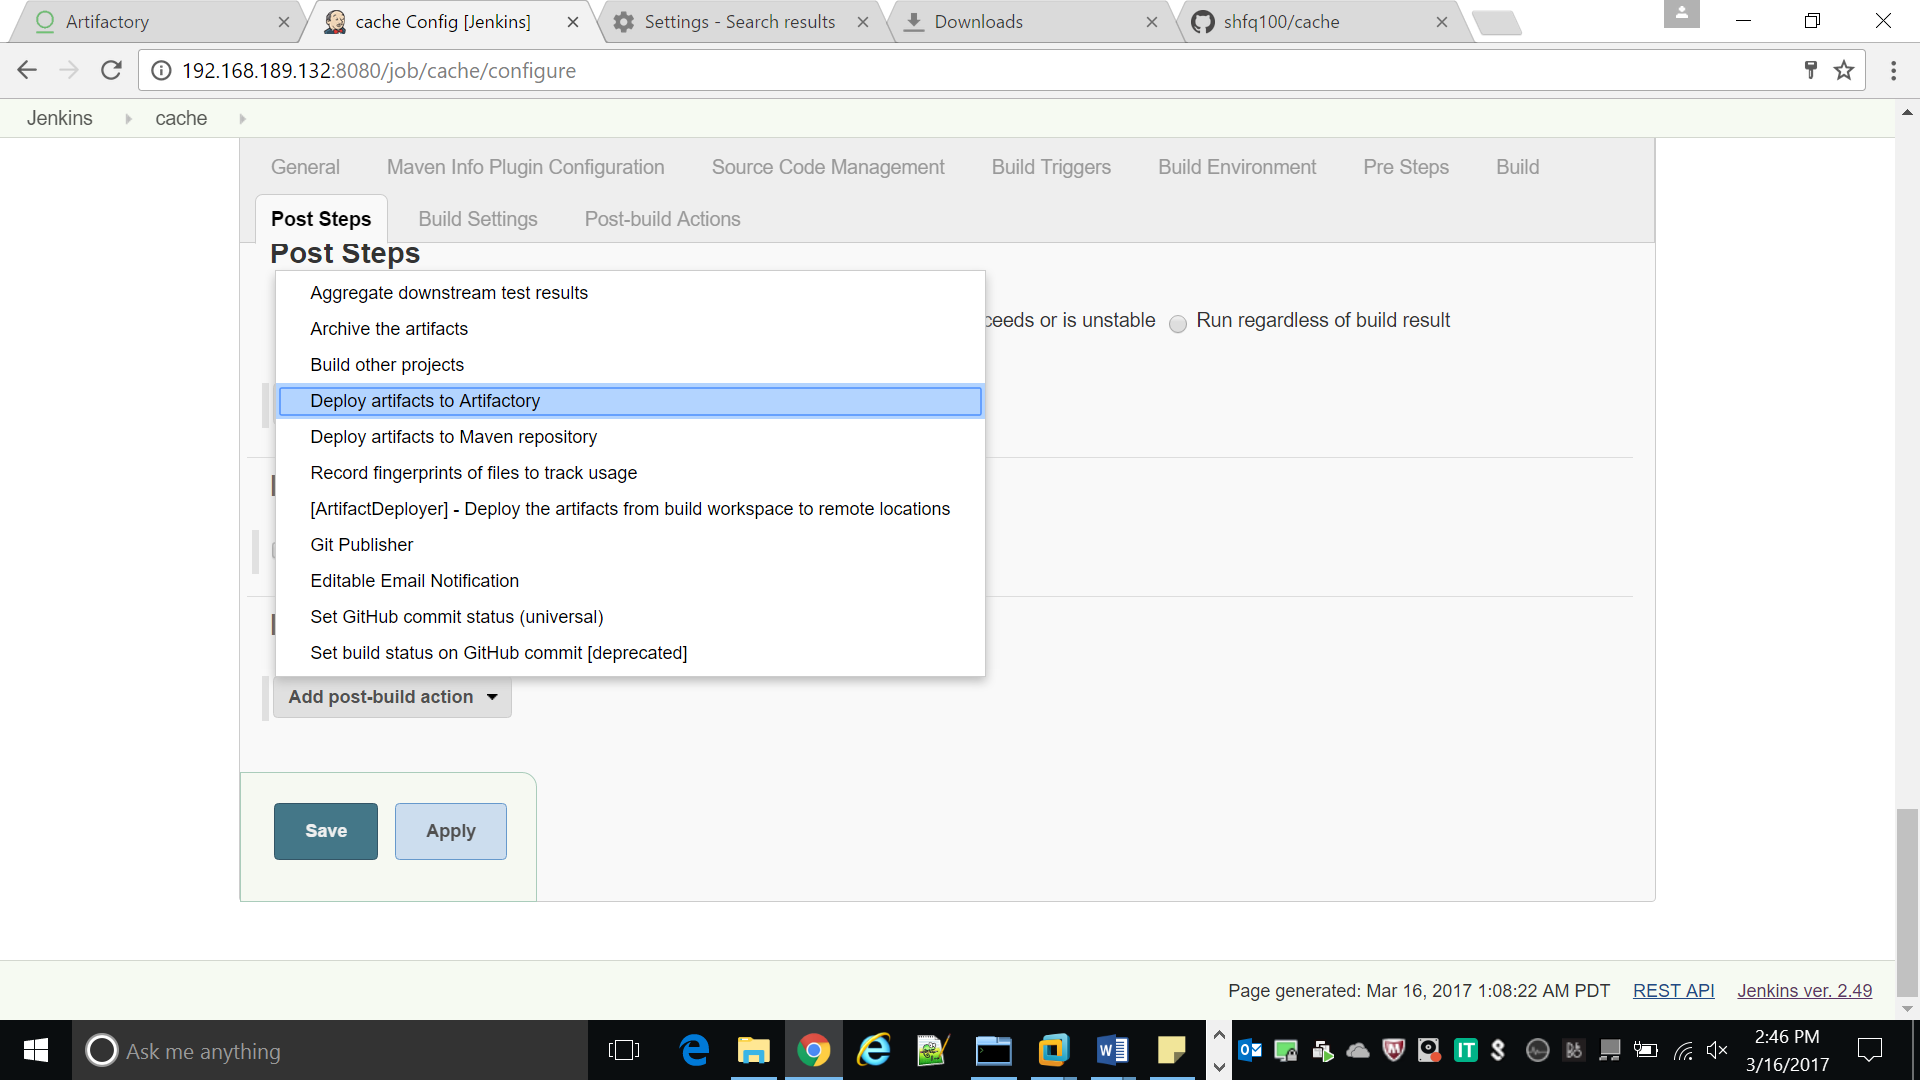 Artifactory
cache Config [Jenkins]
Settings - Search results
Downloads
shfq100/cache
192.168.189.132:8080/job/cache/configure
Jenkins
cache
General
Maven Info Plugin Configuration
Source Code Management
Build Triggers
Build Environment
Pre Steps
Build
Post Steps
Build Settings
Post-build Actions
Post Steps
Aggregate downstream test results
ceeds or is unstable
Run regardless of build result
Archive the artifacts
Build other projects
Deploy artifacts to Artifactory
Deploy artifacts to Maven repository
Record fingerprints of files to track usage
[ArtifactDeployer] - Deploy the artifacts from build workspace to remote locations
Git Publisher
Editable Email Notification
Set GitHub commit status (universal)
Set build status on GitHub commit [deprecated]
Add post-build action
Save
Apply
Page generated: Mar 16, 2017 1:08:22 AM PDT
REST API
Jenkins ver. 2.49
Ask me anything
2:46 PM
3/16/2017